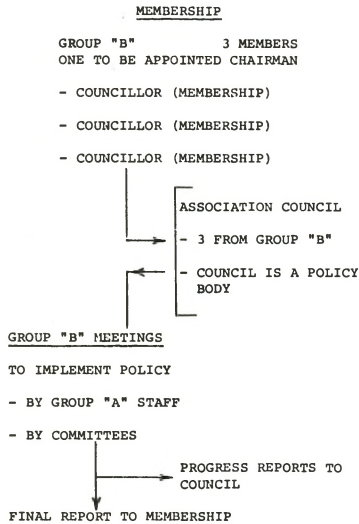 MEMBERSHIP
GROUP "B" 3 MEMBERS
ONE TO BE APPOINTED CHAIRMAN
- COUNCILLOR (MEMBERSHIP)
- COUNCILLOR (MEMBERSHIP)
- COUNCILLOR (MEMBERSHIP)
ASSOCIATION COUNCIL
- 3 FROM GROUP "B"
- COUNCIL IS A POLICY
BODY
GROUP "B" MEETINGS
TO IMPLEMENT POLICY
- BY GROUP "A" STAFF
- BY COMMITTEES
PROGRESS REPORTS TO
COUNCIL
FINAL REPORT TO MEMBERSHIP